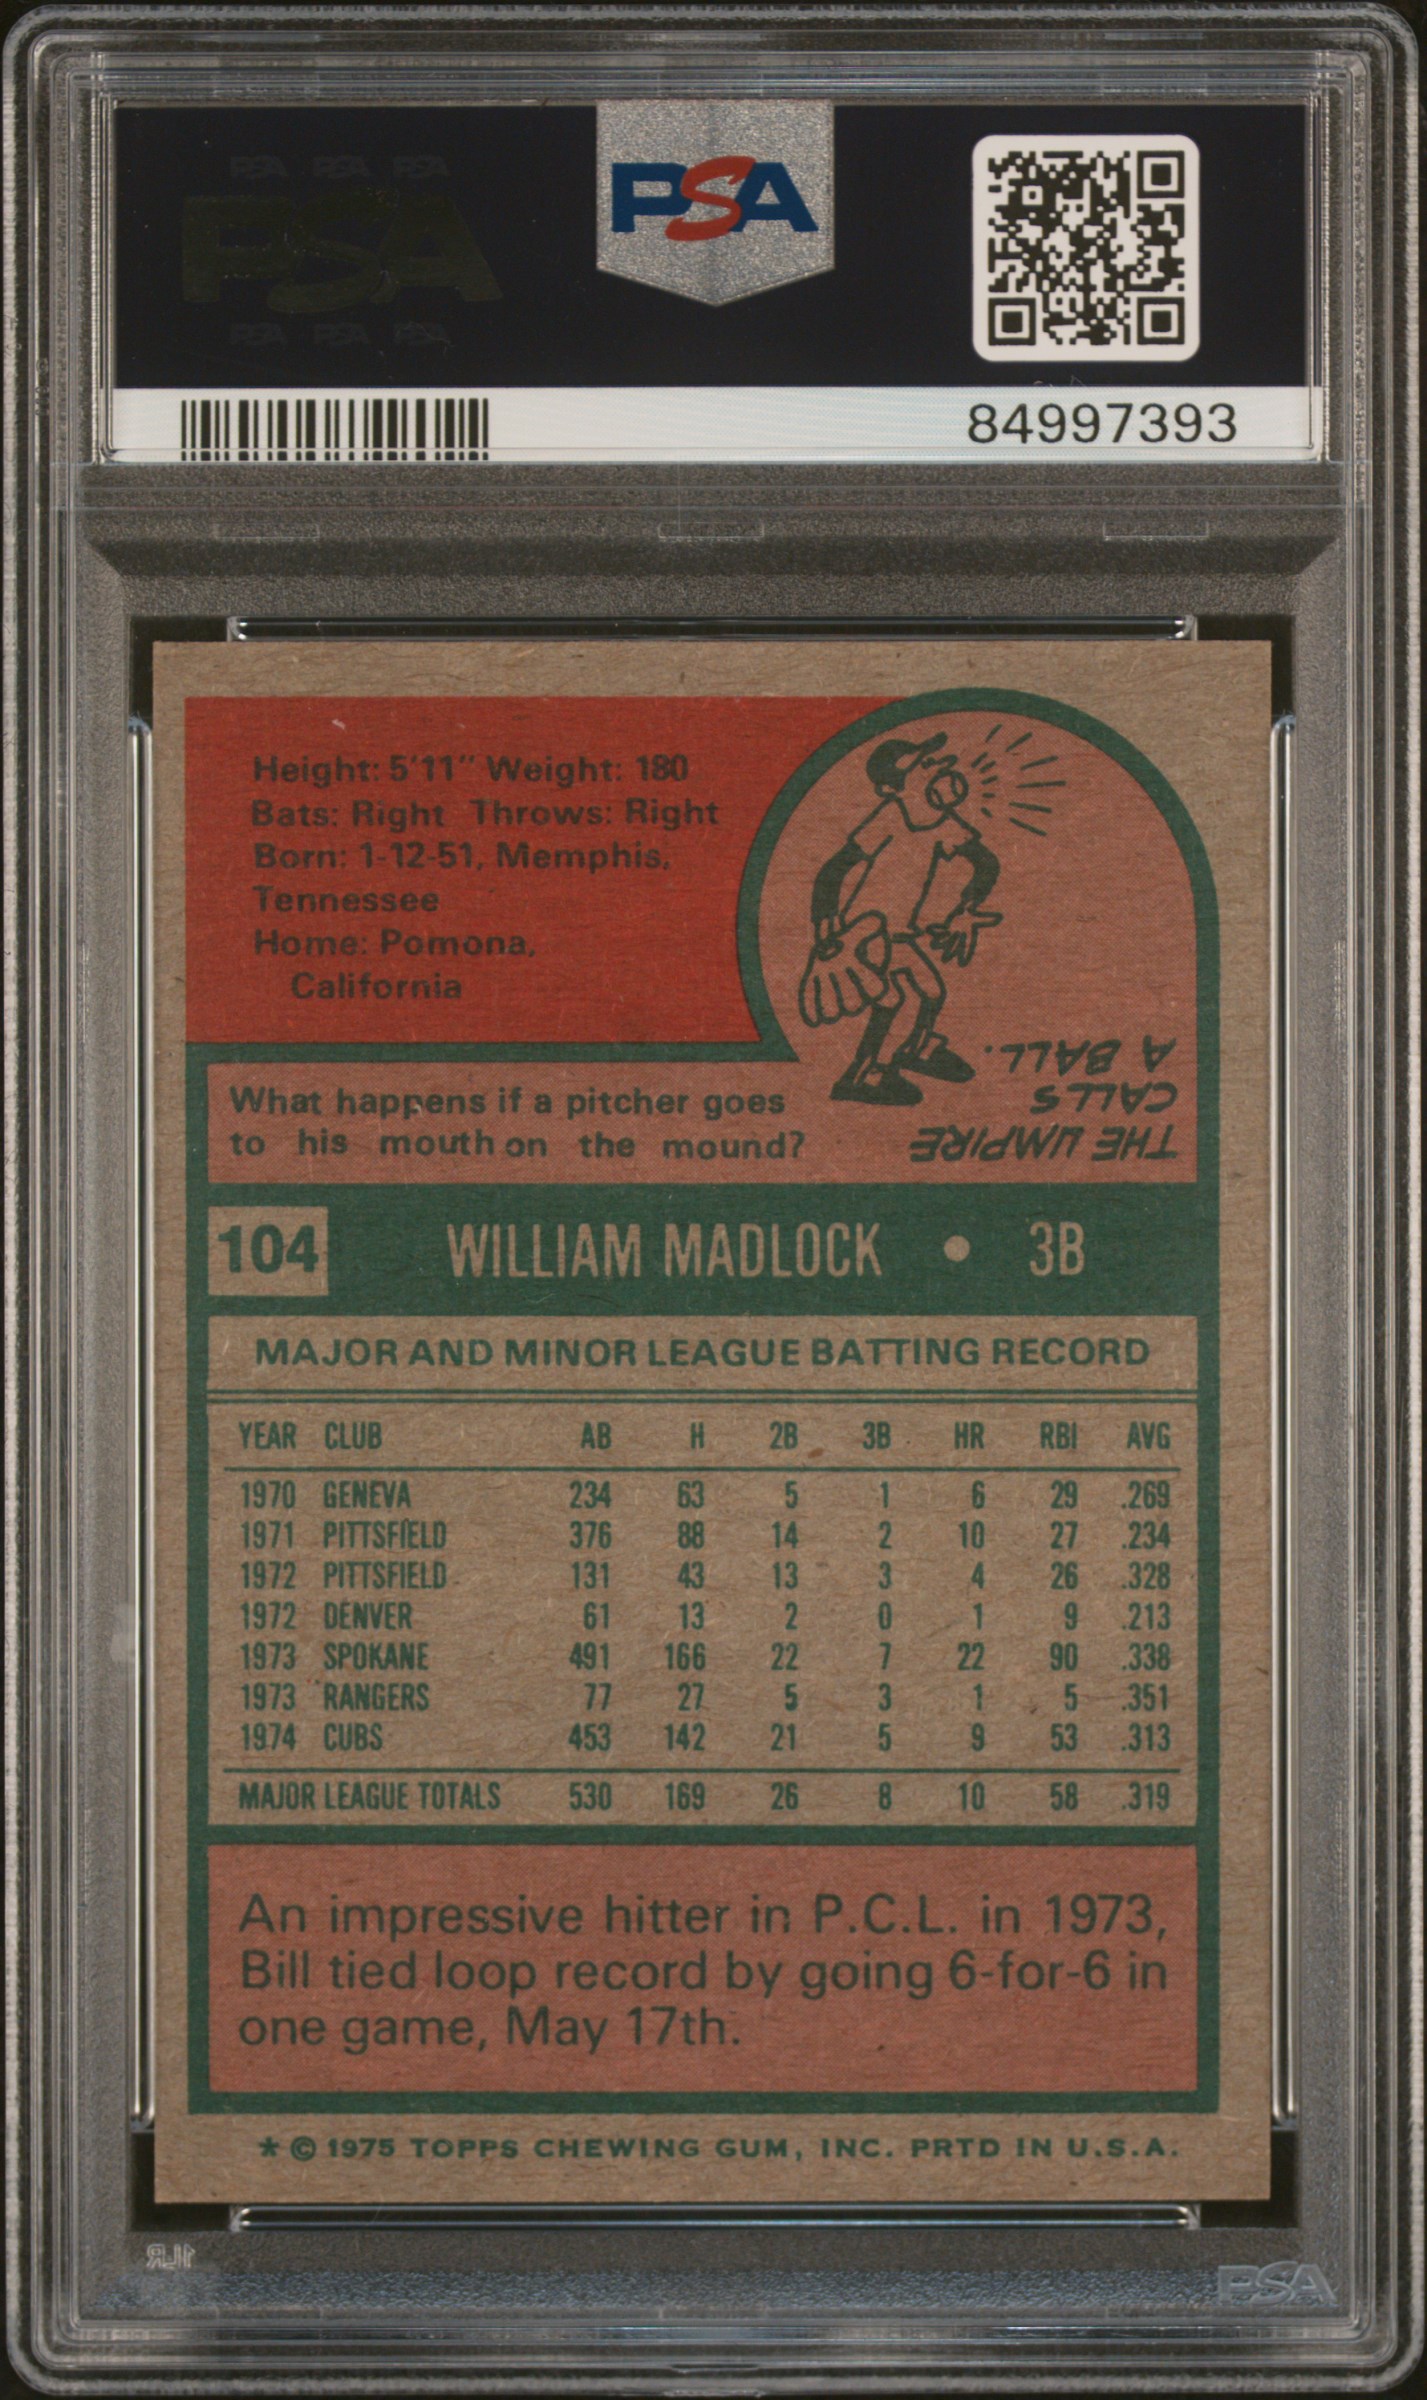 PSA PSA PSA
PSA
PSA PSA PSA
PSA
84997393
Height: 5'11" Weight: 180
Bats: Right Throws: Right
Born: 1-12-51, Memphis,
Tennessee
Home: Pomona,
California
What happens if a pitcher goes
to his mouth on the mound?
THE UMPIRE
CALLS
A BALL.
104 WILLIAM MADLOCK • 3B
MAJOR AND MINOR LEAGUE BATTING RECORD
YEAR CLUB AB H 2B 3B HR RBI AVG
1970 GENEVA 234 63 5 1 6 29 .269
1971 PITTSFIELD 376 88 14 2 10 27 .234
1972 PITTSFIELD 131 43 13 3 4 26 .328
1972 DENVER 61 13 2 0 1 9 .213
1973 SPOKANE 491 166 22 7 22 90 .338
1973 RANGERS 77 27 5 3 1 5 .351
1974 CUBS 453 142 21 5 9 53 .313
MAJOR LEAGUE TOTALS 530 169 26 8 10 58 .319
An impressive hitter in P.C.L. in 1973,
Bill tied loop record by going 6-for-6 in
one game, May 17th.
* © 1975 TOPPS CHEWING GUM, INC. PRTD IN U.S.A.
1LR
PSA